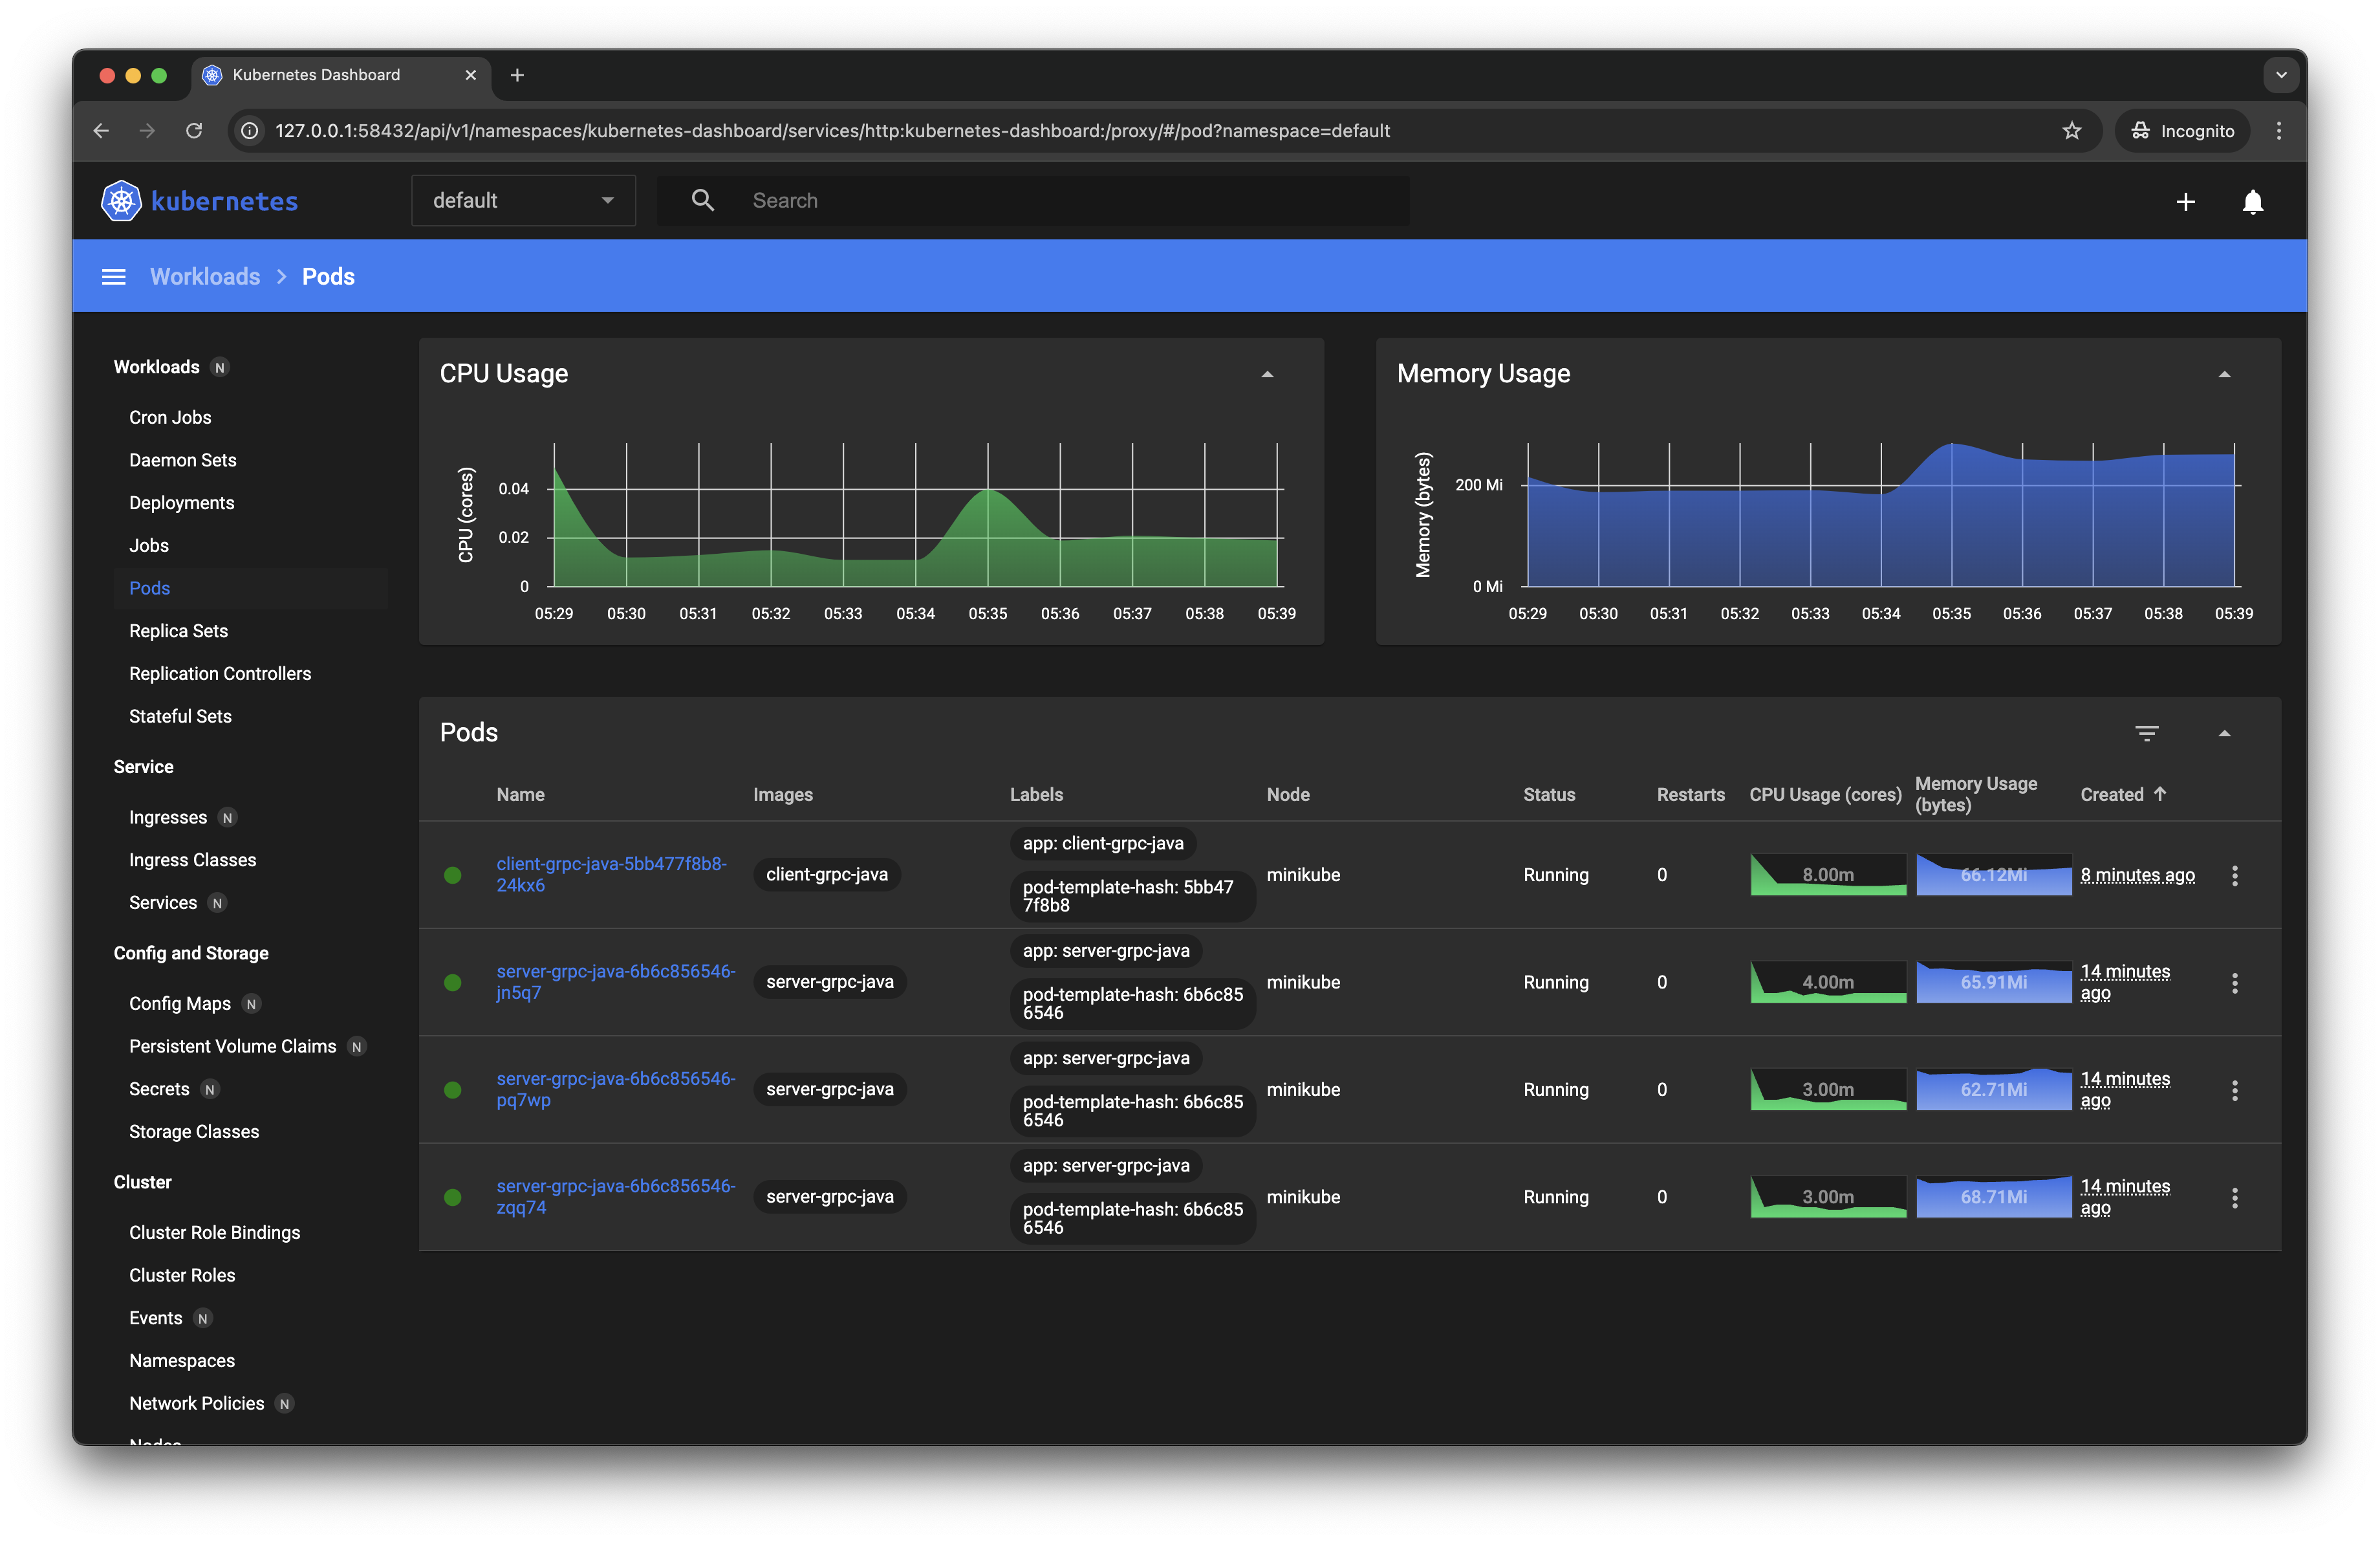 Kubernetes Dashboard
127.0.0.1:58432/api/v1/namespaces/kubernetes-dashboard/services/http:kubernetes-dashboard:/proxy/#/pod?namespace=default
Incognito
kubernetes
default
Search
Workloads
Pods
Workloads N
Cron Jobs
Daemon Sets
Deployments
Jobs
Pods
Replica Sets
Replication Controllers
Stateful Sets
Service
Ingresses N
Ingress Classes
Services N
Config and Storage
Config Maps N
Persistent Volume Claims N
Secrets N
Storage Classes
Cluster
Cluster Role Bindings
Cluster Roles
Events N
Namespaces
Network Policies N
Nodes
CPU Usage
CPU (cores)
0.04
0.02
0
05:29 05:30 05:31 05:32 05:33 05:34 05:35 05:36 05:37 05:38 05:39
Memory Usage
Memory (bytes)
200 Mi
0 Mi
05:29 05:30 05:31 05:32 05:33 05:34 05:35 05:36 05:37 05:38 05:39
Pods
Name Images Labels Node Status Restarts CPU Usage (cores) Memory Usage
(bytes) Created
client-grpc-java-5bb477f8b8-
24kx6
client-grpc-java
app: client-grpc-java
pod-template-hash: 5bb47
7f8b8
minikube Running 0 8.00m 66.12Mi 8 minutes ago
server-grpc-java-6b6c856546-
jn5q7
server-grpc-java
app: server-grpc-java
pod-template-hash: 6b6c85
6546
minikube Running 0 4.00m 65.91Mi 14 minutes
ago
server-grpc-java-6b6c856546-
pq7wp
server-grpc-java
app: server-grpc-java
pod-template-hash: 6b6c85
6546
minikube Running 0 3.00m 62.71Mi 14 minutes
ago
server-grpc-java-6b6c856546-
zqq74
server-grpc-java
app: server-grpc-java
pod-template-hash: 6b6c85
6546
minikube Running 0 3.00m 68.71Mi 14 minutes
ago